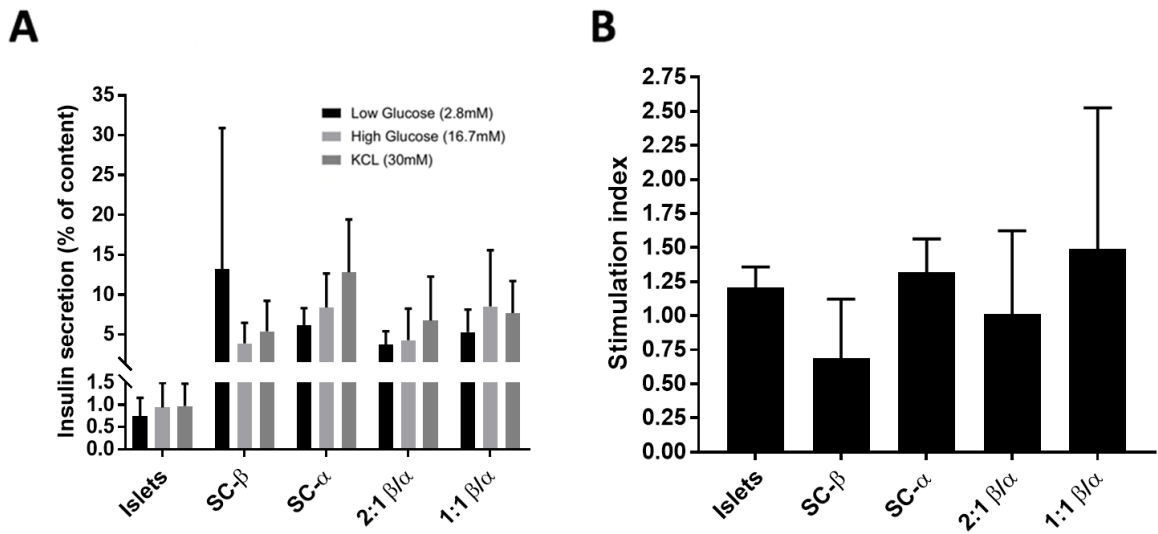 A
Insulin secretion (% of content)
35
30
25
20
15
10
5
1.5
1.0
0.5
0.0
Low Glucose (2.8mM)
High Glucose (16.7mM)
KCL (30mM)
Islets
SC-β
SC-α
2:1 β/α
1:1 β/α
B
Stimulation index
2.75
2.50
2.25
2.00
1.75
1.50
1.25
1.00
0.75
0.50
0.25
0.00
Islets
SC-β
SC-α
2:1 β/α
1:1 β/α